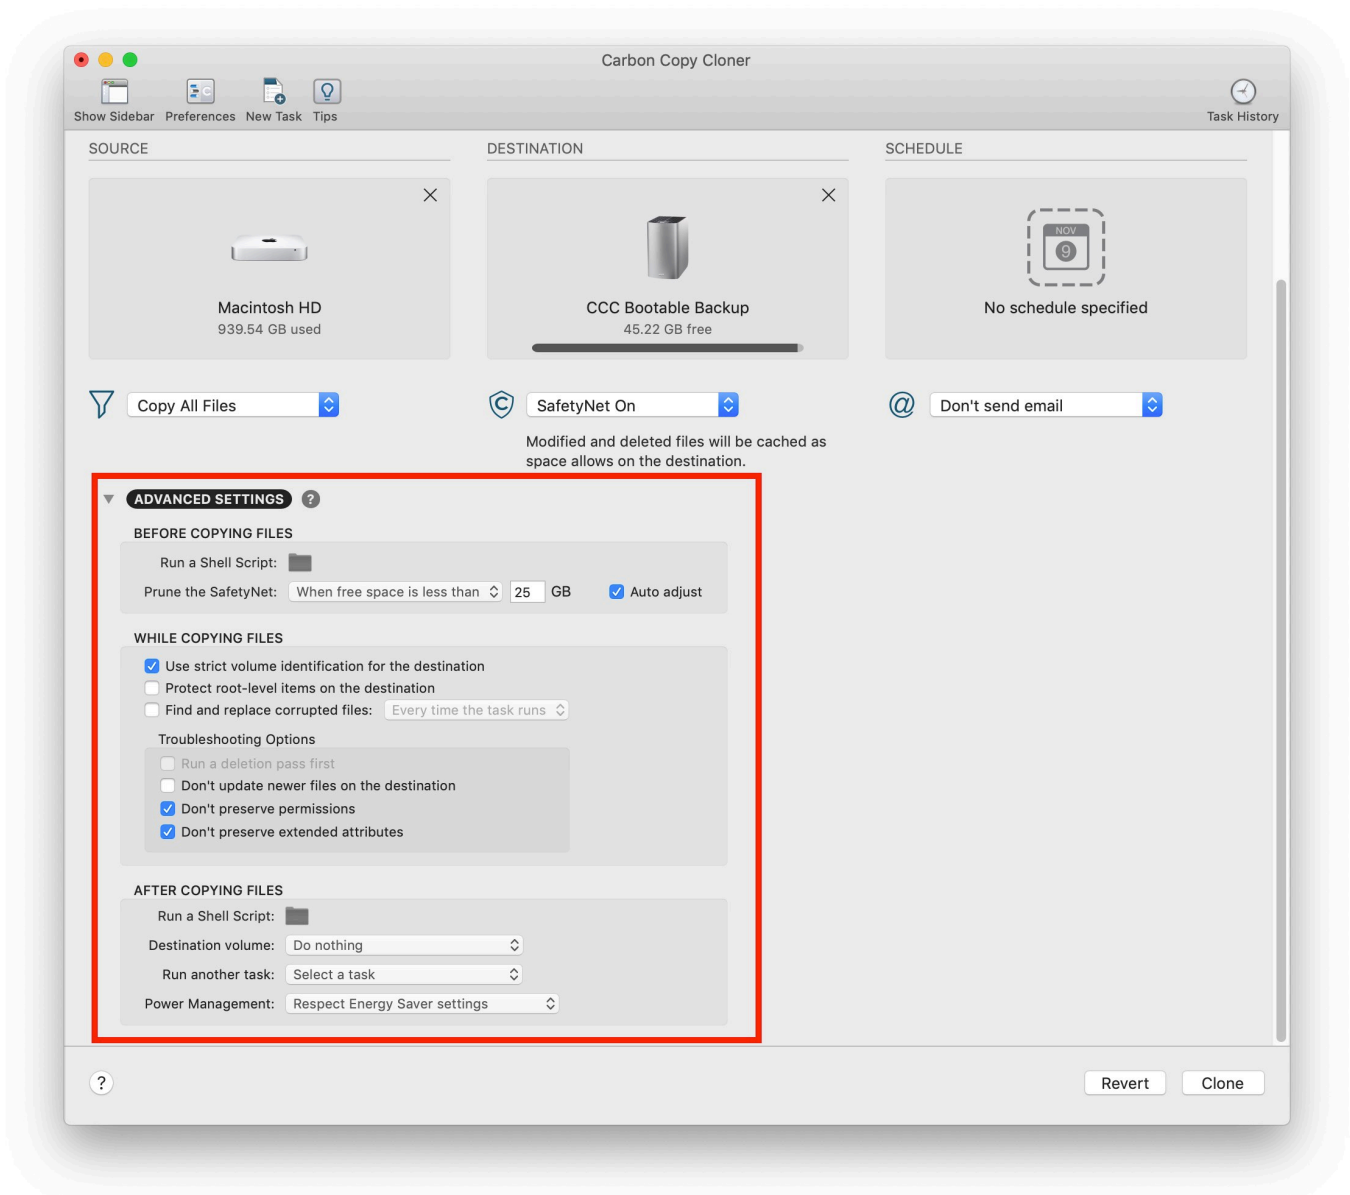 Carbon Copy Cloner
Show Sidebar Preferences New Task Tips Task History
SOURCE
Macintosh HD
939.54 GB used
Copy All Files
DESTINATION
CCC Bootable Backup
45.22 GB free
SafetyNet On
Modified and deleted files will be cached as
space allows on the destination.
SCHEDULE
NOV
9
No schedule specified
@ Don't send email
ADVANCED SETTINGS ?
BEFORE COPYING FILES
Run a Shell Script:
Prune the SafetyNet: When free space is less than 25 GB Auto adjust
WHILE COPYING FILES
Use strict volume identification for the destination
Protect root-level items on the destination
Find and replace corrupted files: Every time the task runs
Troubleshooting Options
Run a deletion pass first
Don't update newer files on the destination
Don't preserve permissions
Don't preserve extended attributes
AFTER COPYING FILES
Run a Shell Script:
Destination volume: Do nothing
Run another task: Select a task
Power Management: Respect Energy Saver settings
? Revert Clone